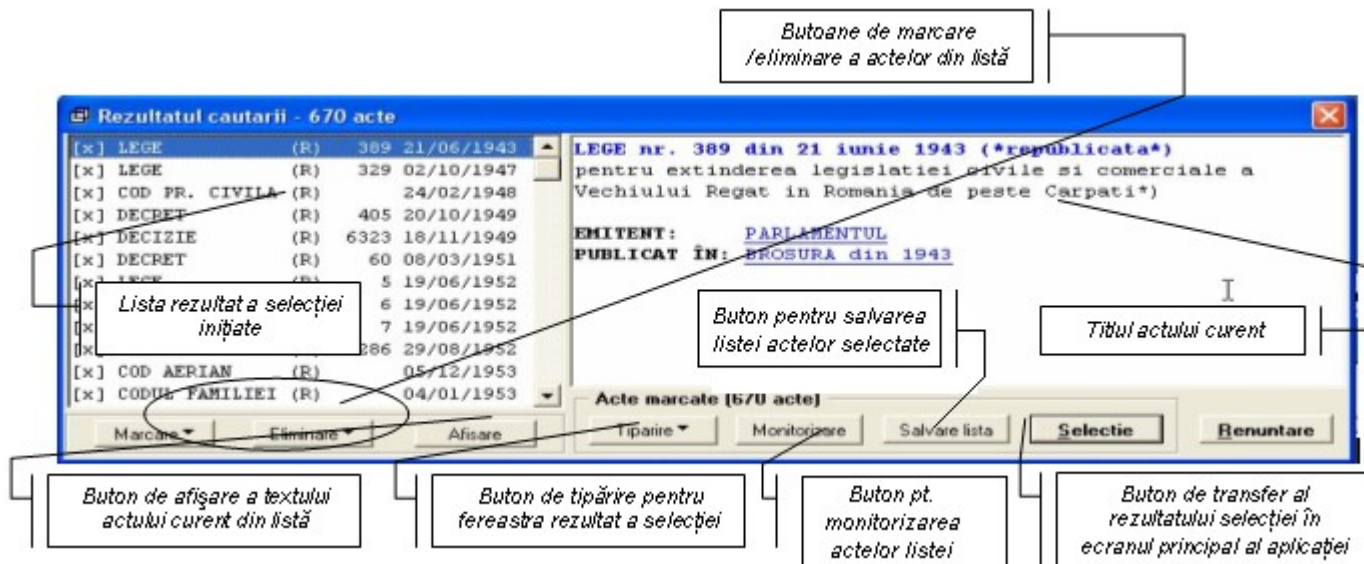 Butoane de marcare
/eliminare a actelor din listă
Rezultatul cautarii - 670 acte
[x] LEGE (R) 389 21/06/1943
[x] LEGE (R) 329 02/10/1947
[x] COD PR. CIVILA (R) 24/02/1948
[x] DECRET (R) 405 20/10/1949
[x] DECIZIE (R) 6323 18/11/1949
[x] DECRET (R) 60 08/03/1951
[x] LEGE (R) 5 19/06/1952
[x 6 19/06/1952
[x 7 19/06/1952
286 29/08/1952
[x] COD AERIAN (R) 05/12/1953
[x] CODUL FAMILIEI (R) 04/01/1953
Lista rezultat a selecției
inițiate
LEGE nr. 389 din 21 iunie 1943 (*republicata*)
pentru extinderea legislatiei civile si comerciale a
Vechiului Regat in Romania de peste Carpati*)
EMITENT: PARLAMENTUL
PUBLICAT ÎN: BROSURA din 1943
Buton pentru salvarea
listei actelor selectate
Titlul actului curent
Acte marcate [670 acte]
Marcare Eliminare Afisare Tiparire Monitorizare Salvare lista Selectie Renuntare
Buton de afișare a textului
actului curent din listă
Buton de tipărire pentru
fereastra rezultat a selecției
Buton pt.
monitorizarea
actelor listei
Buton de transfer al
rezultatului selecției în
ecranul principal al aplicației